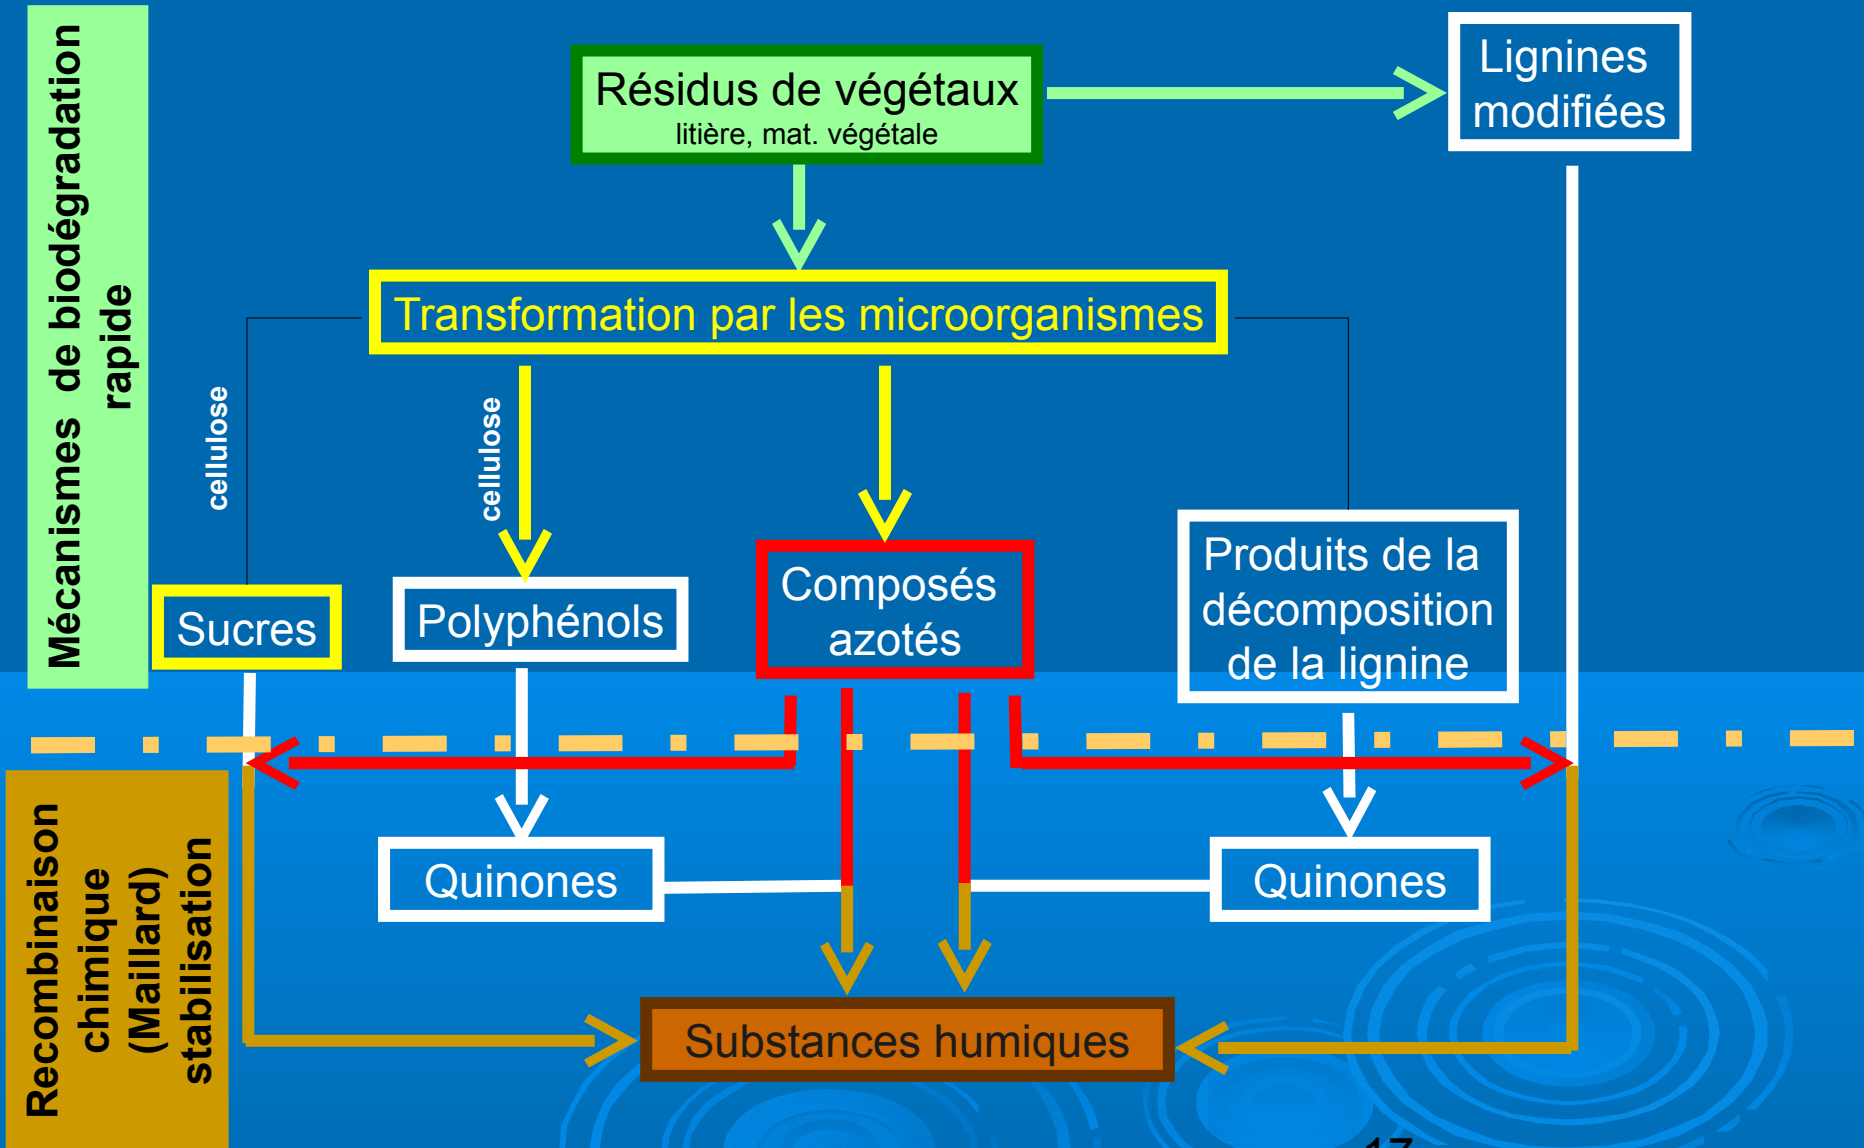 Mécanismes de biodégradation
rapide
Résidus de végétaux
litière, mat. végétale
Lignines
modifiées
Transformation par les microorganismes
cellulose
cellulose
Sucres
Polyphénols
Composés
azotés
Produits de la
décomposition
de la lignine
Recombinaison
chimique
(Maillard)
stabilisation
Quinones
Quinones
Substances humiques
17